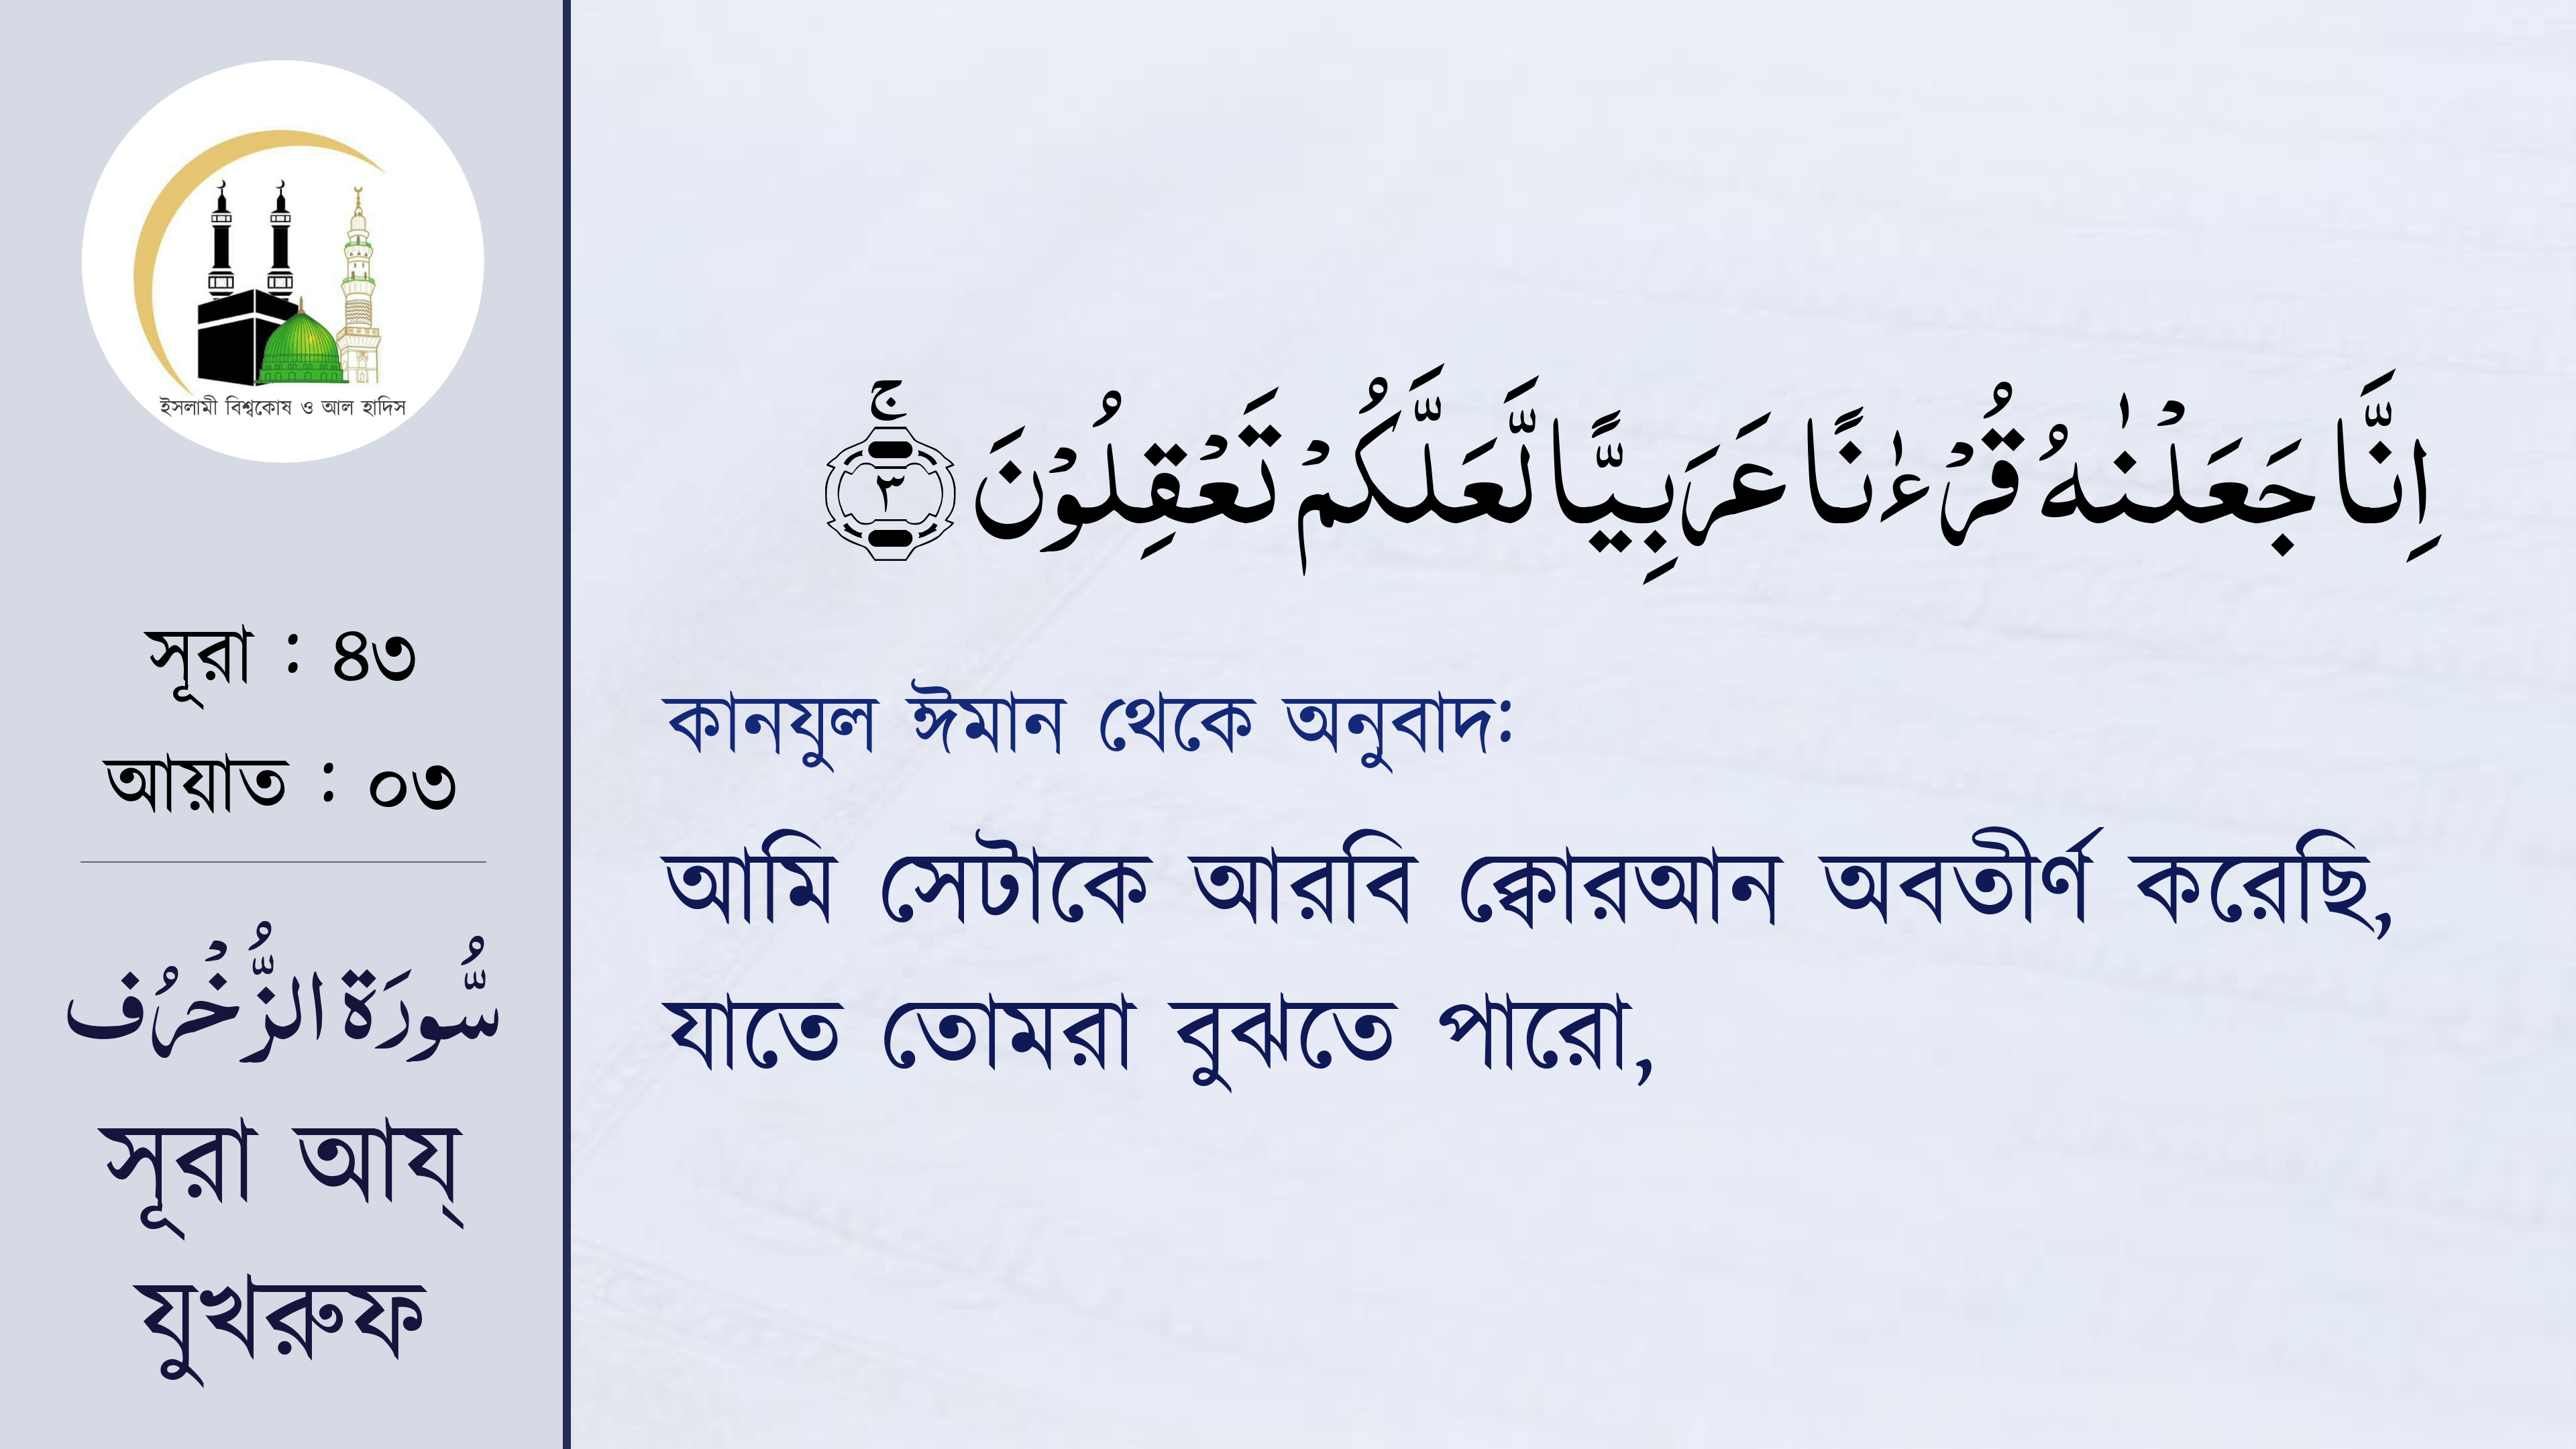 ইসলামী বিশ্বকোষ ও আল হাদিস
সূরা : ৪৩
আয়াত : ০৩
سُّورَة الزُّخْرُف
সূরা আয্
যুখরুফ
اِنَّا جَعَلْنٰهُ قُرْءٰنًا عَرَبِیًّا لَّعَلَّكُمْ تَعْقِلُوْنَ ۚ ٣
কানযুল ঈমান থেকে অনুবাদ:
আমি সেটাকে আরবি ক্বোরআন অবতীর্ণ করেছি,
যাতে তোমরা বুঝতে পারো,